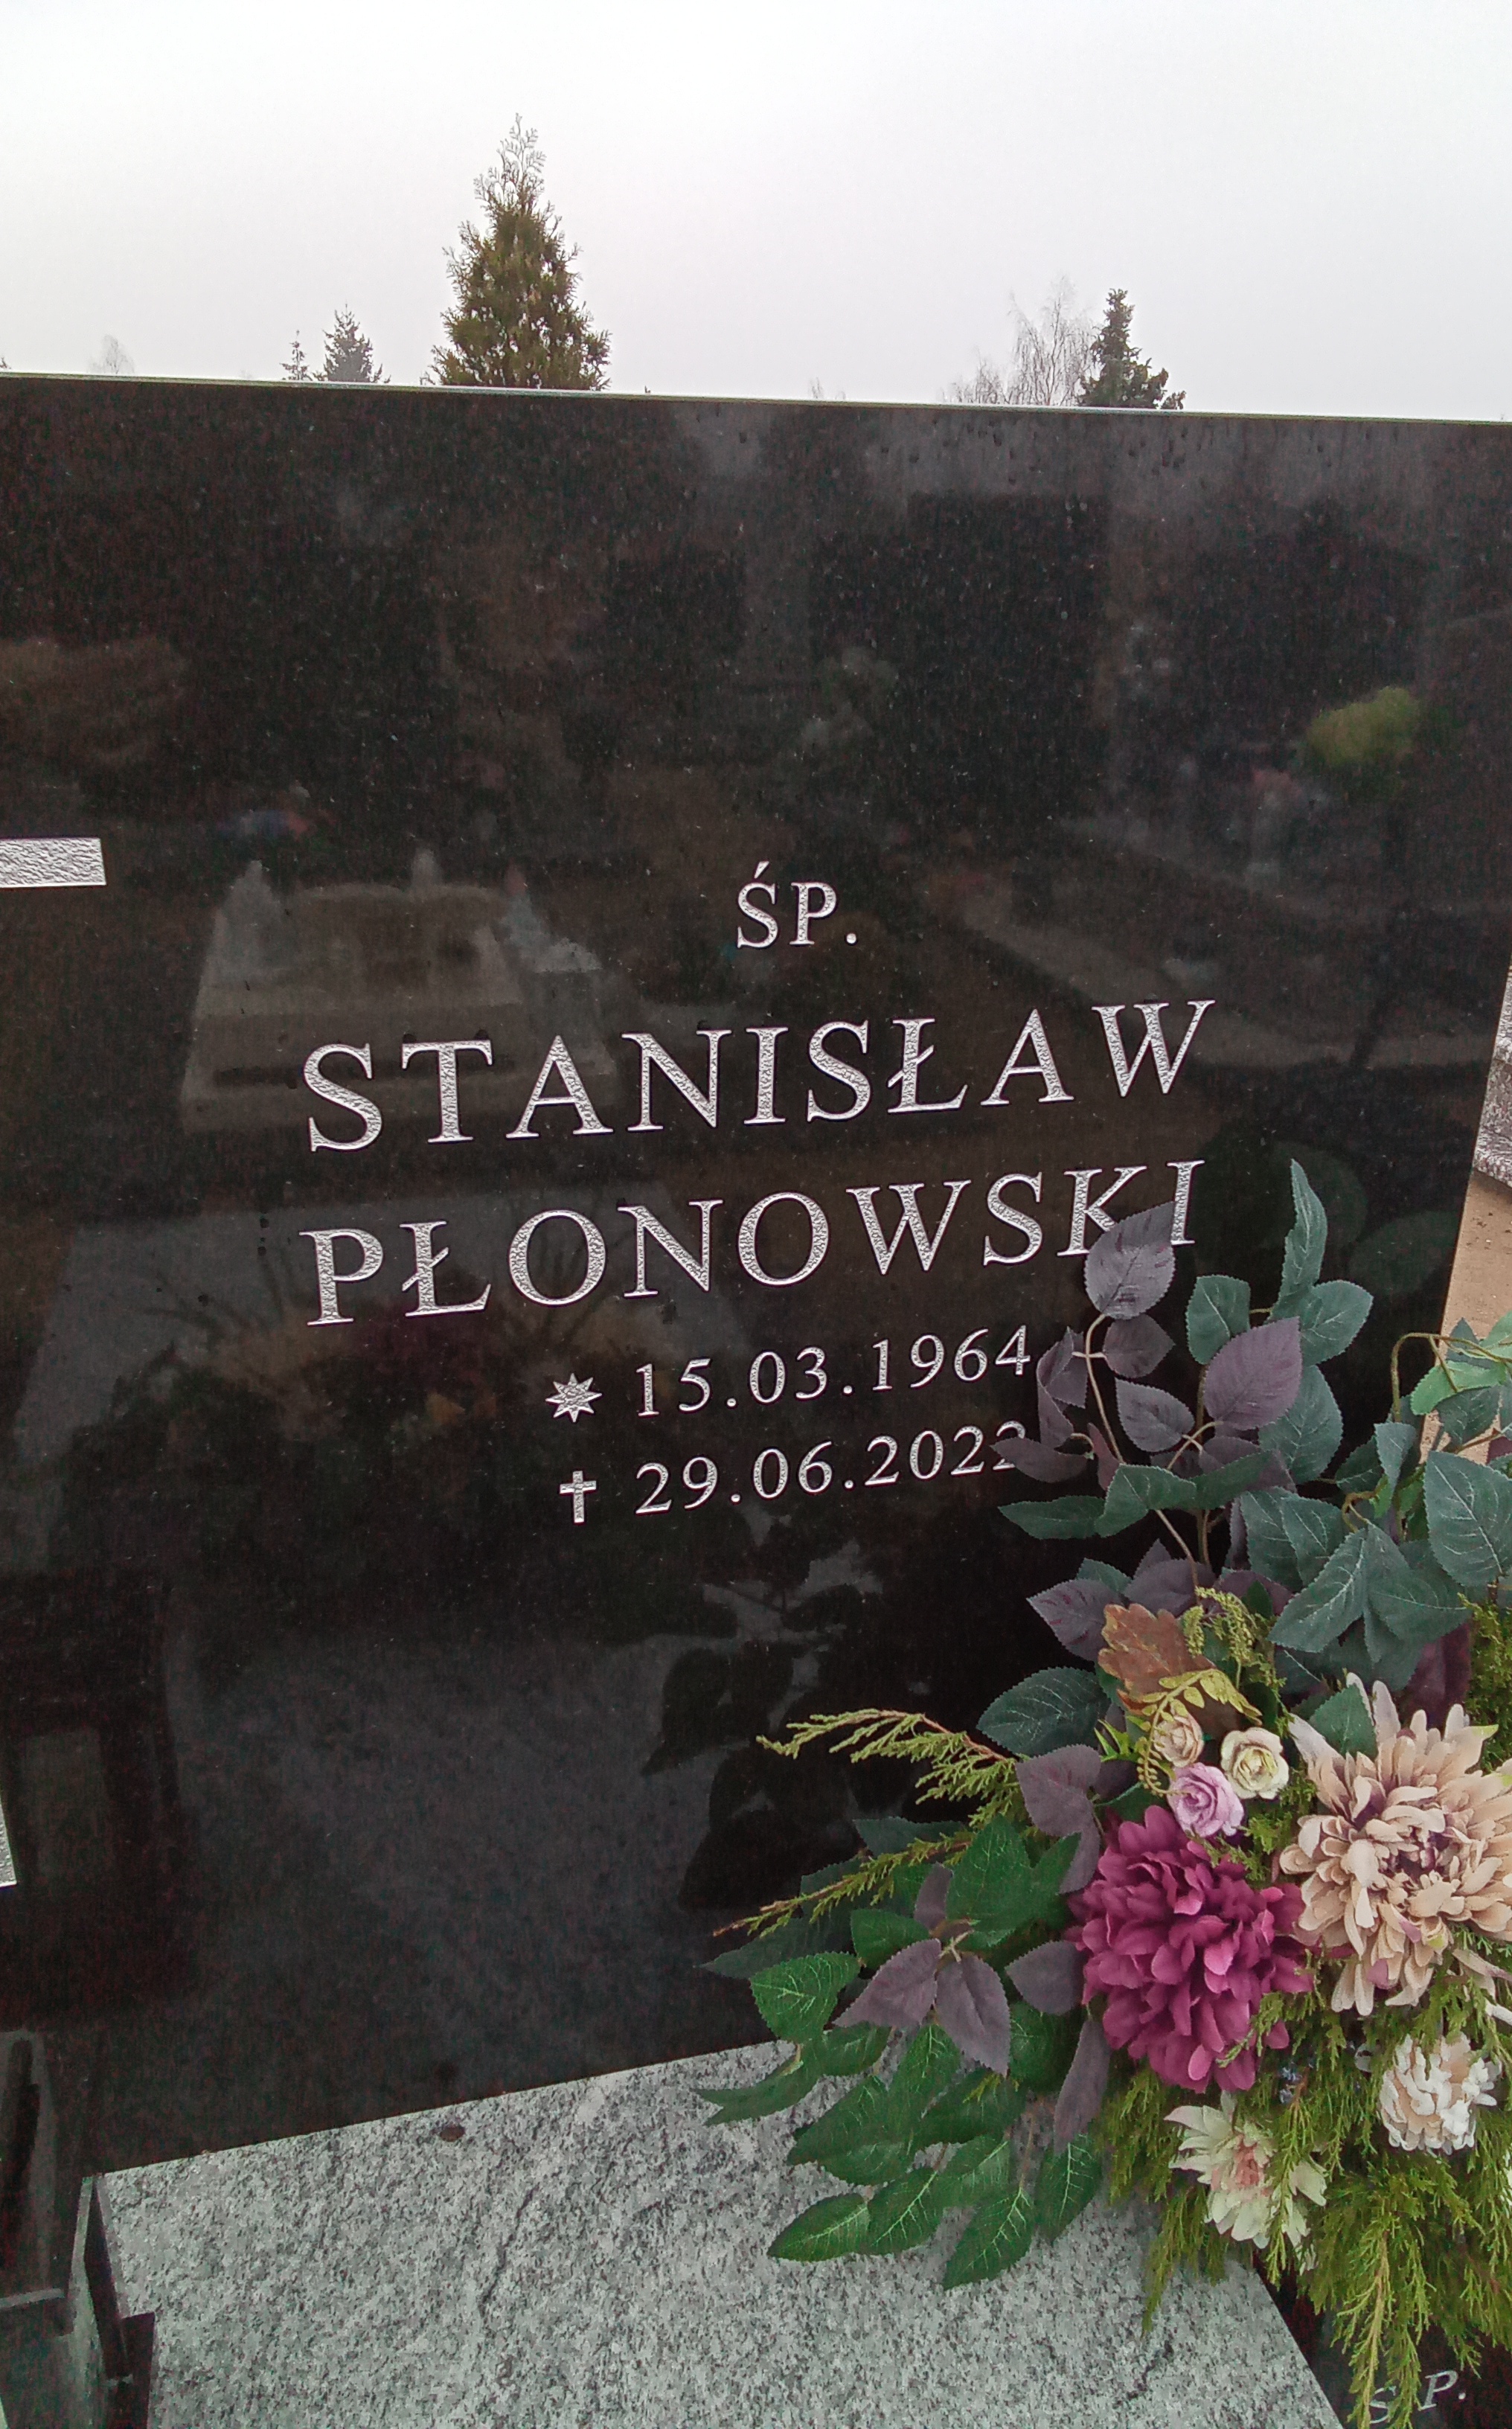 ŚP.
STANISŁAW
PŁONOWSKI
15.03.1964
29.06.2022
S.P.